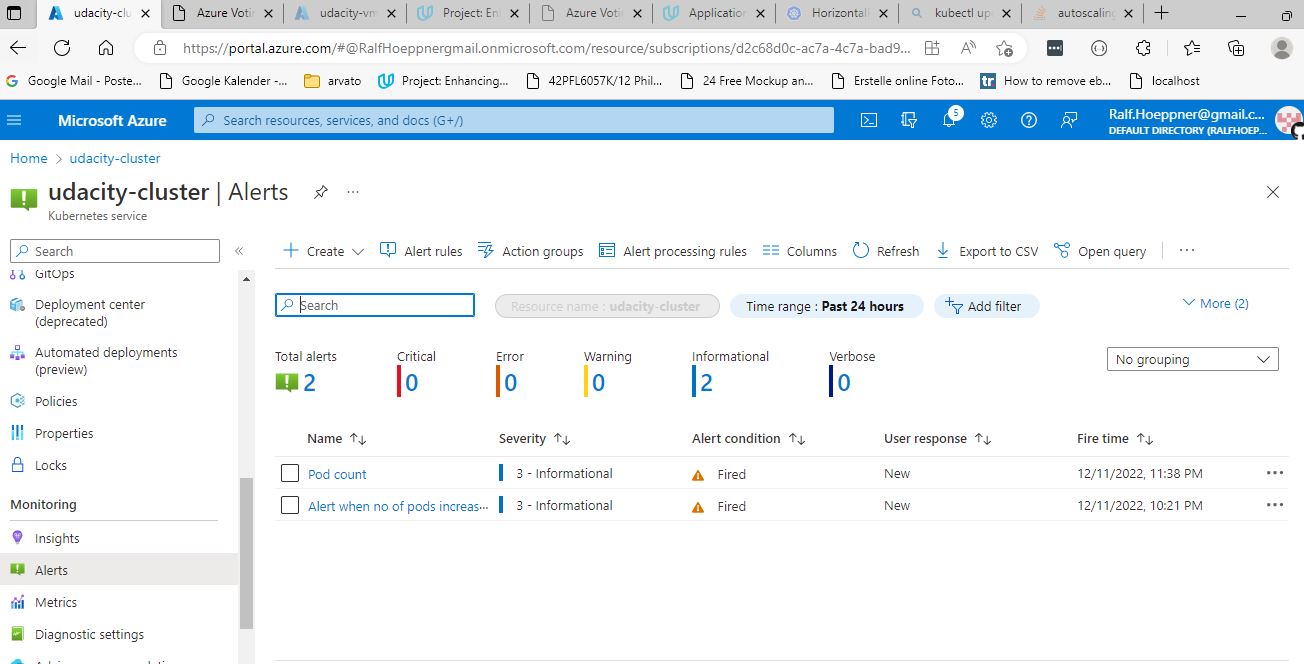 udacity-clu
Azure Votin
udacity-vm
Project: En
Azure Votin
Application
Horizontall
kubectl up
autoscaling
https://portal.azure.com/#@RalfHoeppnergmail.onmicrosoft.com/resource/subscriptions/d2c68d0c-ac7a-4c7a-bad9...
Google Mail - Poste...
Google Kalender -...
arvato
Project: Enhancing...
42PFL6057K/12 Phil...
24 Free Mockup an...
Erstelle online Foto...
How to remove eb...
localhost
Microsoft Azure
Search resources, services, and docs (G+/)
5
Ralf.Hoeppner@gmail.c...
DEFAULT DIRECTORY (RALFHOEP...
Home > udacity-cluster
udacity-cluster | Alerts
Kubernetes service
Search
GitOps
Deployment center
(deprecated)
Automated deployments
(preview)
Policies
Properties
Locks
Monitoring
Insights
Alerts
Metrics
Diagnostic settings
Create
Alert rules
Action groups
Alert processing rules
Columns
Refresh
Export to CSV
Open query
Search
Resource name : udacity-cluster
Time range : Past 24 hours
Add filter
More (2)
Total alerts
2
Critical
0
Error
0
Warning
0
Informational
2
Verbose
0
No grouping
Name Severity Alert condition User response Fire time
Pod count 3 - Informational Fired New 12/11/2022, 11:38 PM
Alert when no of pods increas... 3 - Informational Fired New 12/11/2022, 10:21 PM